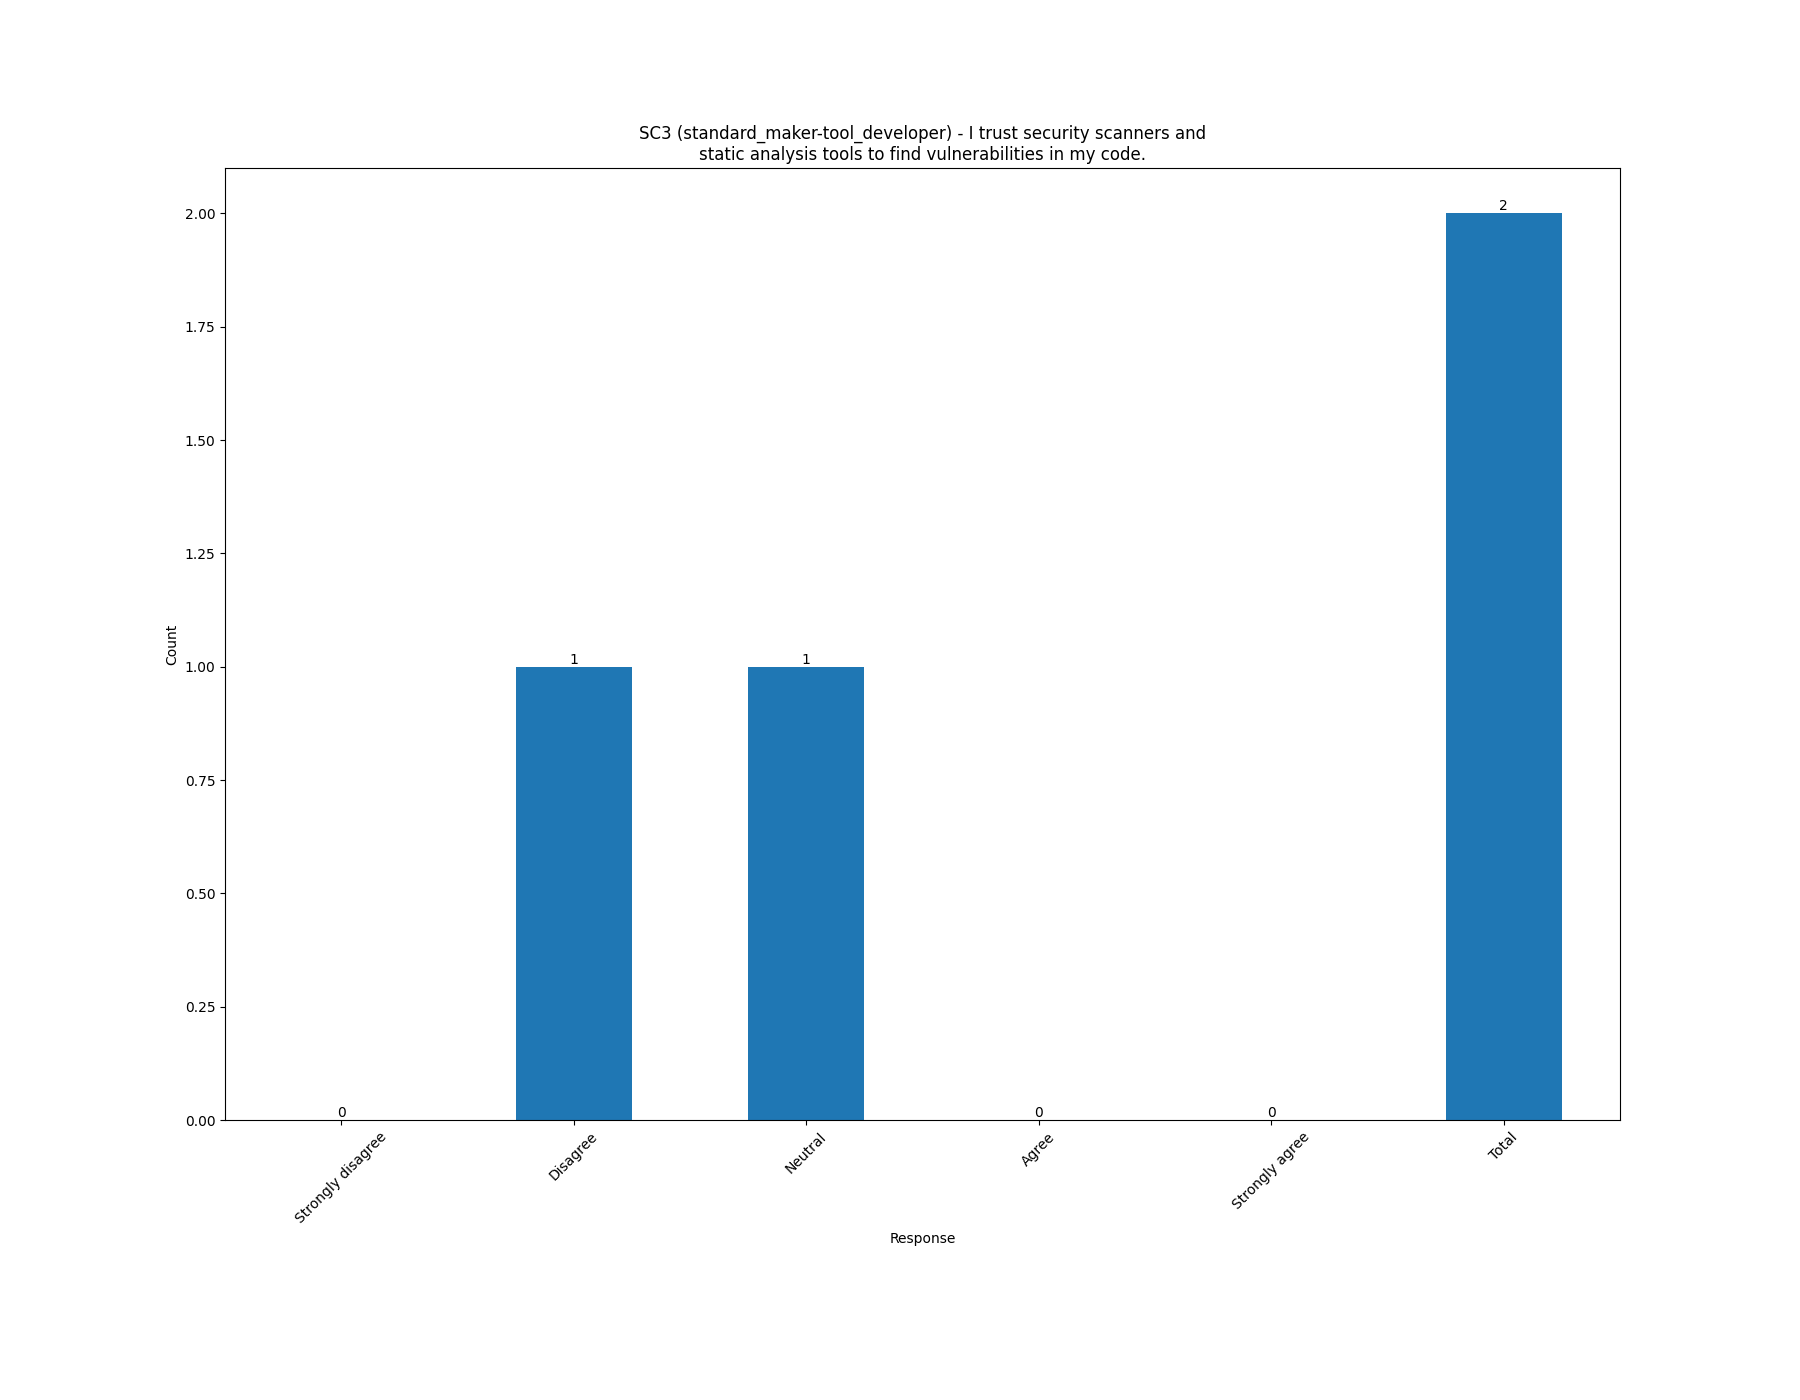 SC3 (standard_maker-tool_developer) - I trust security scanners and
static analysis tools to find vulnerabilities in my code.
2.00
1.75
1.50
1.25
1.00
0.75
0.50
0.25
0.00
Count
0
1
1
0
0
2
Strongly disagree
Disagree
Neutral
Agree
Strongly agree
Total
Response